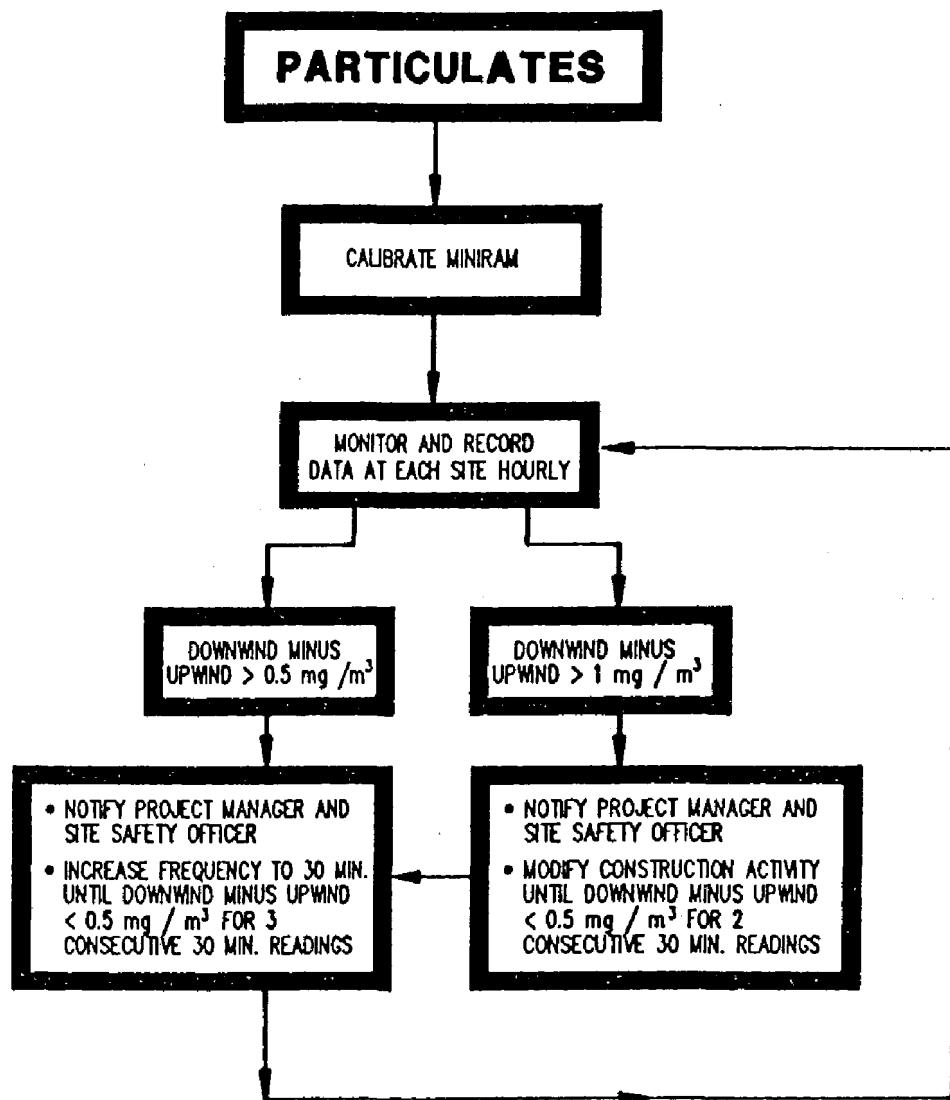 PARTICULATES
CALIBRATE MINIRAM
MONITOR AND RECORD
DATA AT EACH SITE HOURLY
DOWNWIND MINUS
UPWIND > 0.5 mg /m³
DOWNWIND MINUS
UPWIND > 1 mg / m³
• NOTIFY PROJECT MANAGER AND
SITE SAFETY OFFICER
• INCREASE FREQUENCY TO 30 MIN.
UNTIL DOWNWIND MINUS UPWIND
< 0.5 mg / m³ FOR 3
CONSECUTIVE 30 MIN. READINGS
• NOTIFY PROJECT MANAGER AND
SITE SAFETY OFFICER
• MODIFY CONSTRUCTION ACTIVITY
UNTIL DOWNWIND MINUS UPWIND
< 0.5 mg / m³ FOR 2
CONSECUTIVE 30 MIN. READINGS